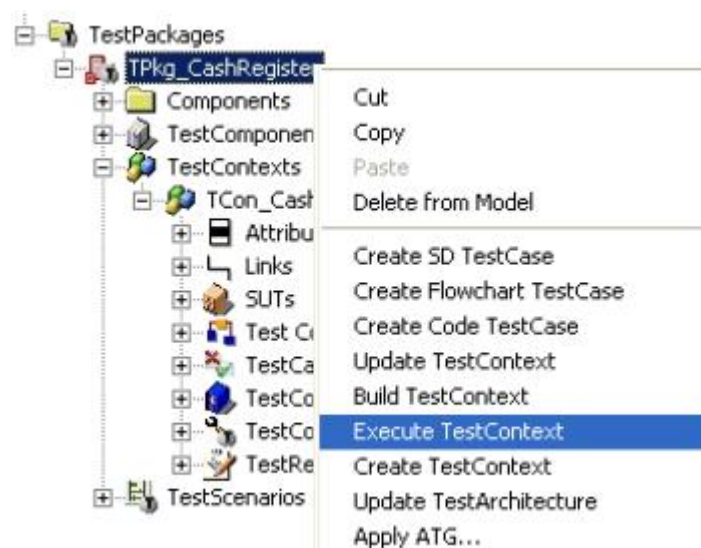 TestPackages
TPkg_CashRegister
Components
TestComponen
TestContexts
TCon_Cash
Attribu
Links
SUTs
Test Co
TestCa
TestCo
TestCo
TestRe
TestScenarios
Cut
Copy
Paste
Delete from Model
Create SD TestCase
Create Flowchart TestCase
Create Code TestCase
Update TestContext
Build TestContext
Execute TestContext
Create TestContext
Update TestArchitecture
Apply ATG...